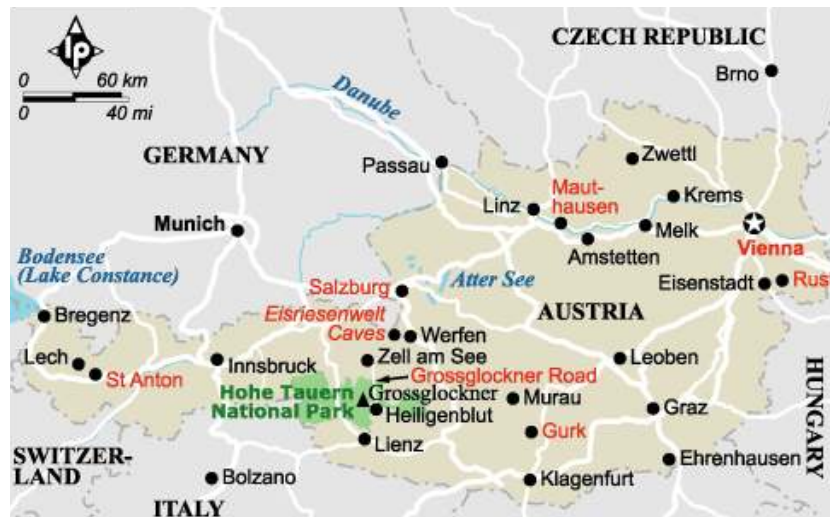 lp
0 60 km
0 40 mi
CZECH REPUBLIC
Brno
Danube
GERMANY
Passau
Zwettl
Maut-
hausen
Krems
Linz
Munich
Melk
Vienna
Amstetten
Bodensee
(Lake Constance)
Salzburg
Atter See
Eisenstadt
Rus
Eisriesenwelt
Caves
AUSTRIA
Bregenz
Werfen
Lech
St Anton
Innsbruck
Zell am See
Leoben
Grossglockner Road
Hohe Tauern
National Park
Grossglockner
Murau
Heiligenblut
Graz
HUNGARY
Lienz
Gurk
SWITZER-
LAND
Bolzano
Ehrenhausen
Klagenfurt
ITALY